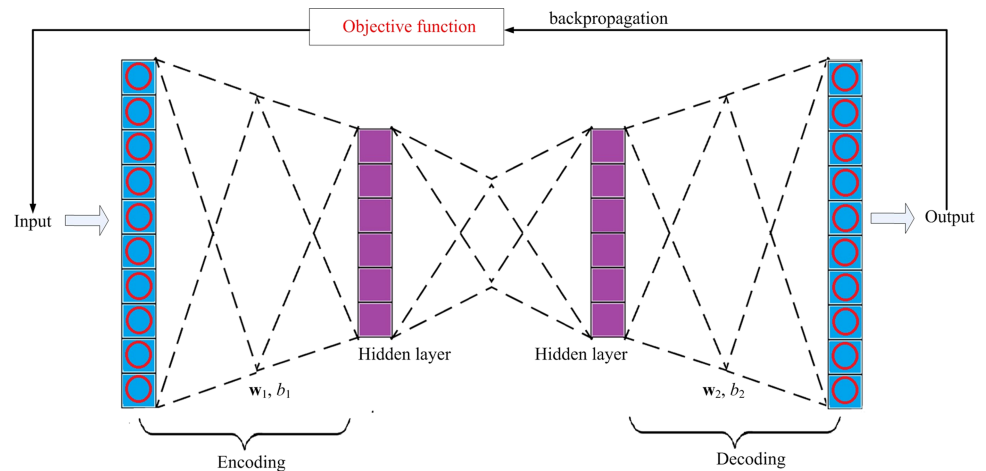 backpropagation
Objective function
Input
Output
Hidden layer
Hidden layer
w₁, b₁
w₂, b₂
Encoding
Decoding